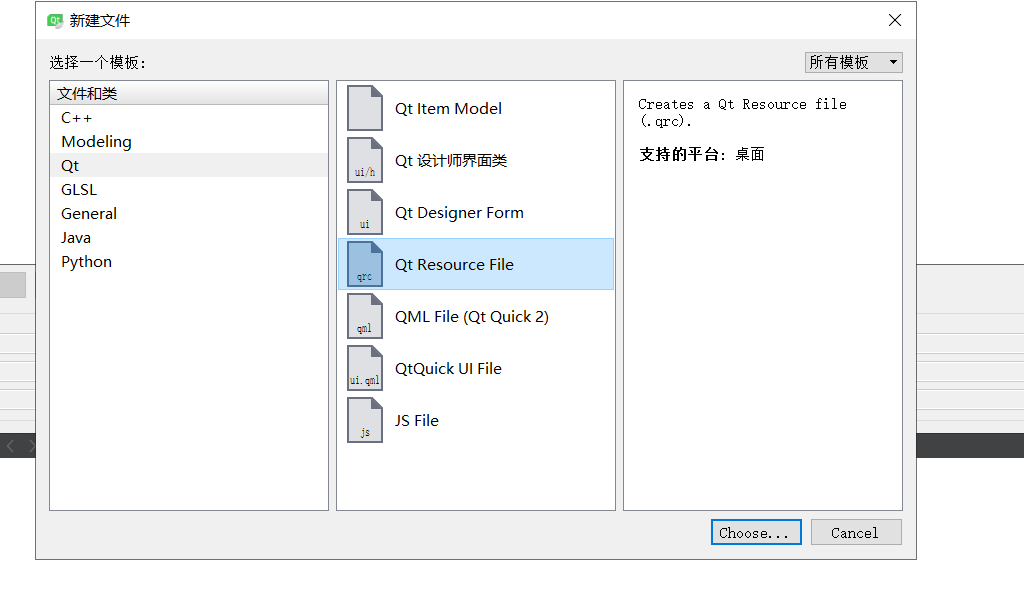 Qt 新建文件
选择一个模板:
所有模板
文件和类
C++
Modeling
Qt
GLSL
General
Java
Python
Qt Item Model
ui/h
Qt 设计师界面类
ui
Qt Designer Form
qrc
Qt Resource File
qml
QML File (Qt Quick 2)
ui.qml
QtQuick UI File
js
JS File
Creates a Qt Resource file
(.qrc).
支持的平台: 桌面
Choose...
Cancel